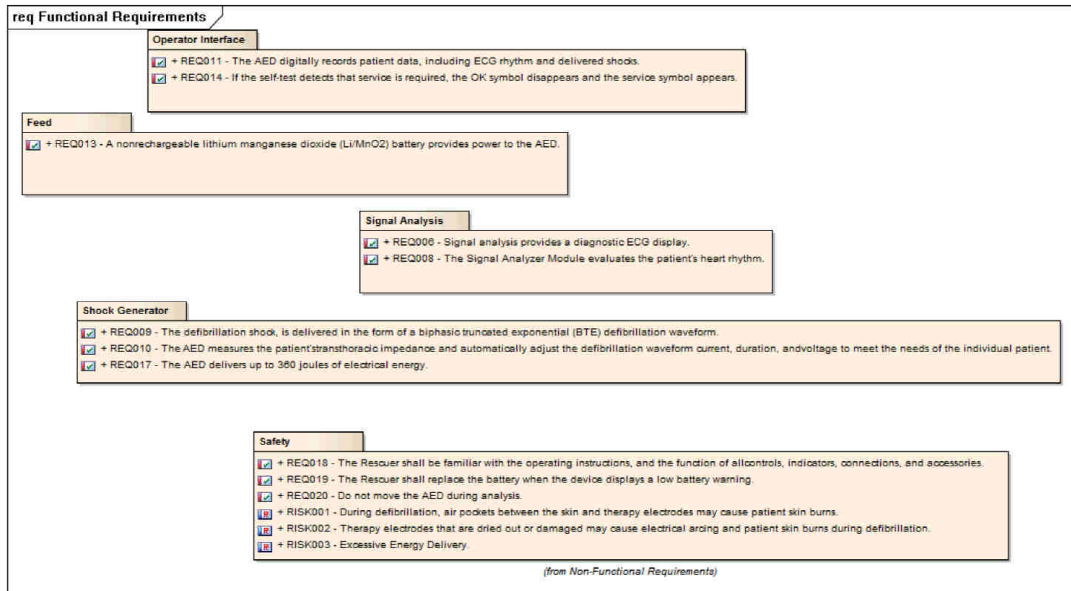 req Functional Requirements
Operator Interface
+ REQ011 - The AED digitally records patient data, including ECG rhythm and delivered shocks.
+ REQ014 - If the self-test detects that service is required, the OK symbol disappears and the service symbol appears.
Feed
+ REQ013 - A nonrechargeable lithium manganese dioxide (Li/MnO2) battery provides power to the AED.
Signal Analysis
+ REQ006 - Signal analysis provides a diagnostic ECG display.
+ REQ008 - The Signal Analyzer Module evaluates the patient's heart rhythm.
Shock Generator
+ REQ009 - The defibrillation shock, is delivered in the form of a biphasic truncated exponential (BTE) defibrillation waveform.
+ REQ010 - The AED measures the patient'stransthoracic impedance and automatically adjust the defibrillation waveform current, duration, andvoltage to meet the needs of the individual patient.
+ REQ017 - The AED delivers up to 360 joules of electrical energy.
Safety
+ REQ018 - The Rescuer shall be familiar with the operating instructions, and the function of allcontrols, indicators, connections, and accessories.
+ REQ019 - The Rescuer shall replace the battery when the device displays a low battery warning.
+ REQ020 - Do not move the AED during analysis.
+ RISK001 - During defibrillation, air pockets between the skin and therapy electrodes may cause patient skin burns.
+ RISK002 - Therapy electrodes that are dried out or damaged may cause electrical arcing and patient skin burns during defibrillation.
+ RISK003 - Excessive Energy Delivery.
(from Non-Functional Requirements)